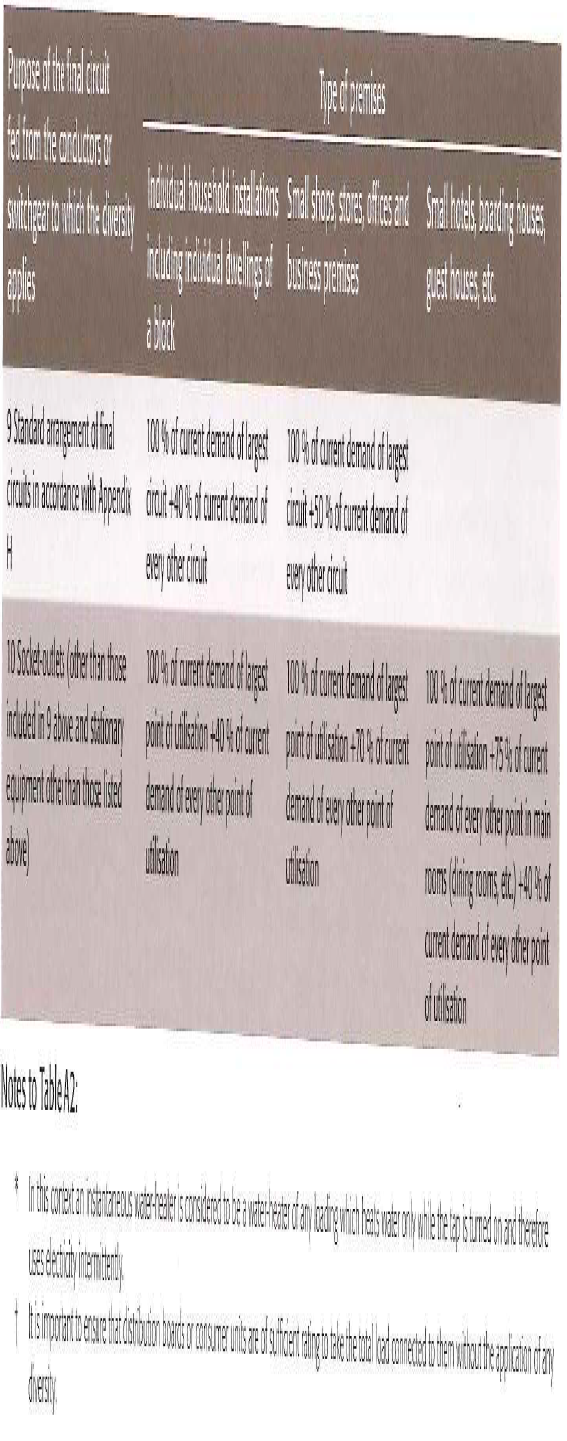 Purpose of the final circuit
fed from the conductors or
switchgear to which the diversity
applies
Type of premises
Individual household installations
including individual dwellings of
a block
Small shops, stores, offices and
business premises
Small hotels, boarding houses,
guest houses, etc.
9 Standard arrangement of final
circuits in accordance with Appendix
H
100 % of current demand of largest
circuit +40 % of current demand of
every other circuit
100 % of current demand of largest
circuit +50 % of current demand of
every other circuit
10 Socket-outlets (other than those
included in 9 above and stationary
equipment other than those listed
above)
100 % of current demand of largest
point of utilisation +40 % of current
demand of every other point of
utilisation
100 % of current demand of largest
point of utilisation +70 % of current
demand of every other point of
utilisation
100 % of current demand of largest
point of utilisation +75 % of current
demand of every other point in main
rooms (dining rooms, etc.) +40 % of
current demand of every other point
of utilisation
Notes to Table A2:
* In this context an instantaneous water-heater is considered to be a water-heater of any loading which heats water only while the tap is turned on and therefore
uses electricity intermittently.
† It is important to ensure that distribution boards or consumer units are of sufficient rating to take the total load connected to them without the application of any
diversity.